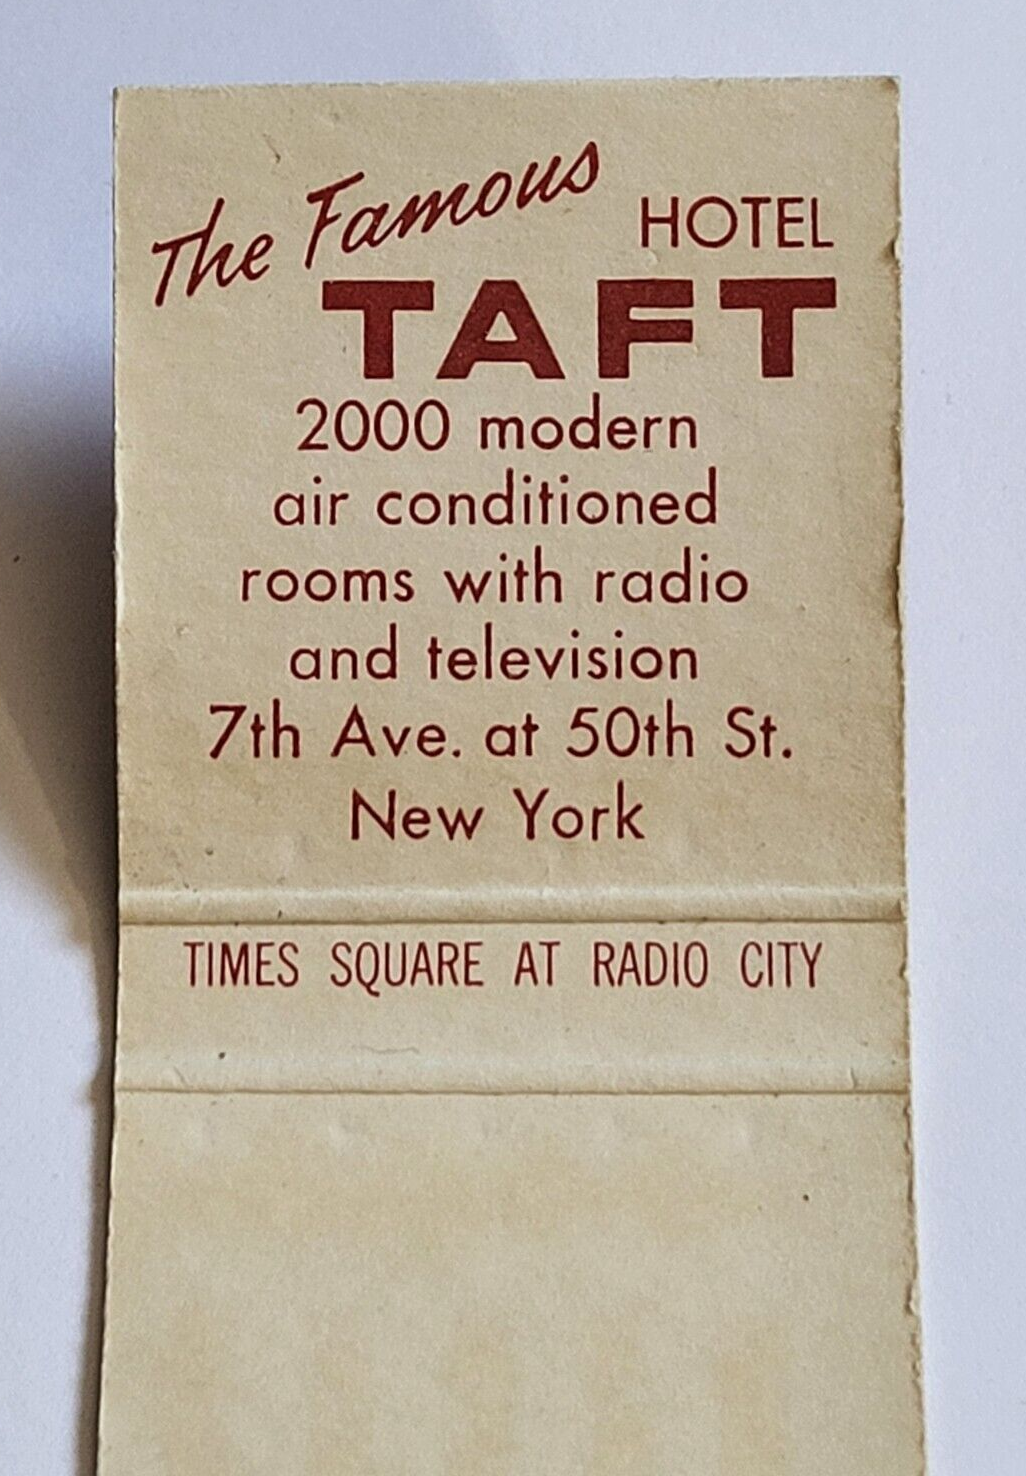 The Famous HOTEL
TAFT
2000 modern
air conditioned
rooms with radio
and television
7th Ave. at 50th St.
New York
TIMES SQUARE AT RADIO CITY